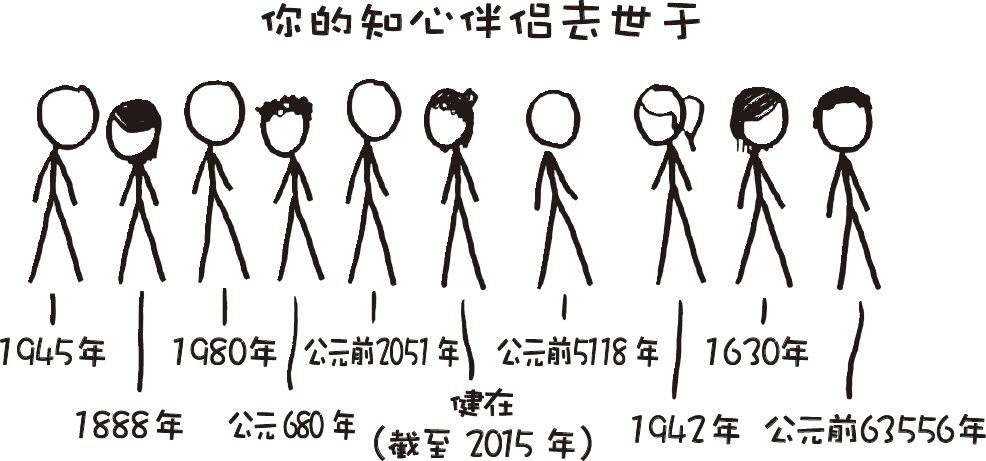 你的知心伴侣去世于
1945年
1888年
1980年
公元680年
公元前2051年
健在
(截至 2015 年)
公元前5118年
1942年
1630年
公元前63556年